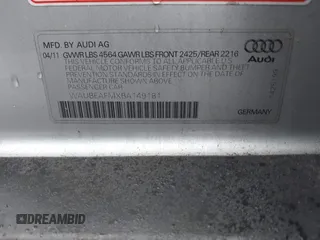 MFD. BY AUDI AG
04/11 GVWR LBS 4564 GAWR LBS FRONT 2425/REAR 2216
THIS VEHICLE CONFORMS TO ALL APPLICABLE U.S.
FEDERAL MOTOR VEHICLE SAFETY BUMPER AND THEFT
PREVENTION STANDARDS IN EFFECT ON THE DATE OF
MANUFACTURE SHOWN ABOVE
PASSENGER CAR
Audi
GERMANY
DREAMBID